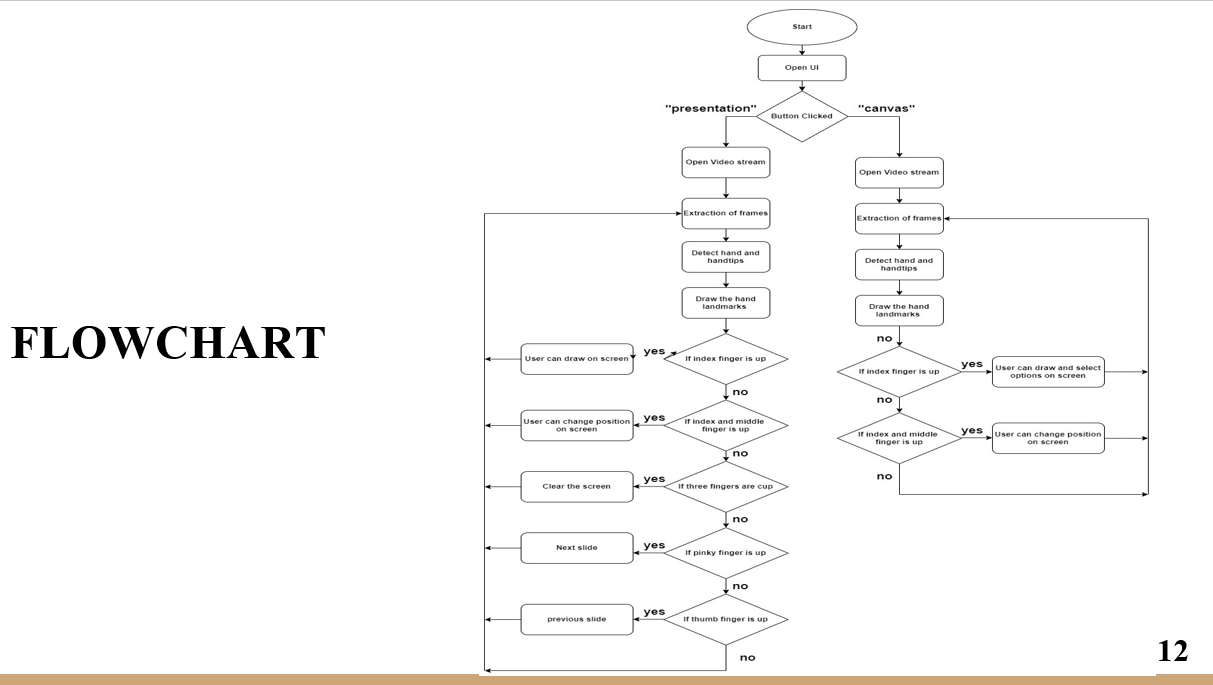 FLOWCHART
Start
Open UI
"presentation"
Button Clicked
"canvas"
Open Video stream
Extraction of frames
Detect hand and
handtips
Draw the hand
landmarks
If index finger is up
yes
User can draw on screen
no
If index and middle
finger is up
yes
User can change position
on screen
no
If three fingers are cup
yes
Clear the screen
no
If pinky finger is up
yes
Next slide
no
If thumb finger is up
yes
previous slide
no
Open Video stream
Extraction of frames
Detect hand and
handtips
Draw the hand
landmarks
no
If index finger is up
yes
User can draw and select
options on screen
no
If index and middle
finger is up
yes
User can change position
on screen
no
12